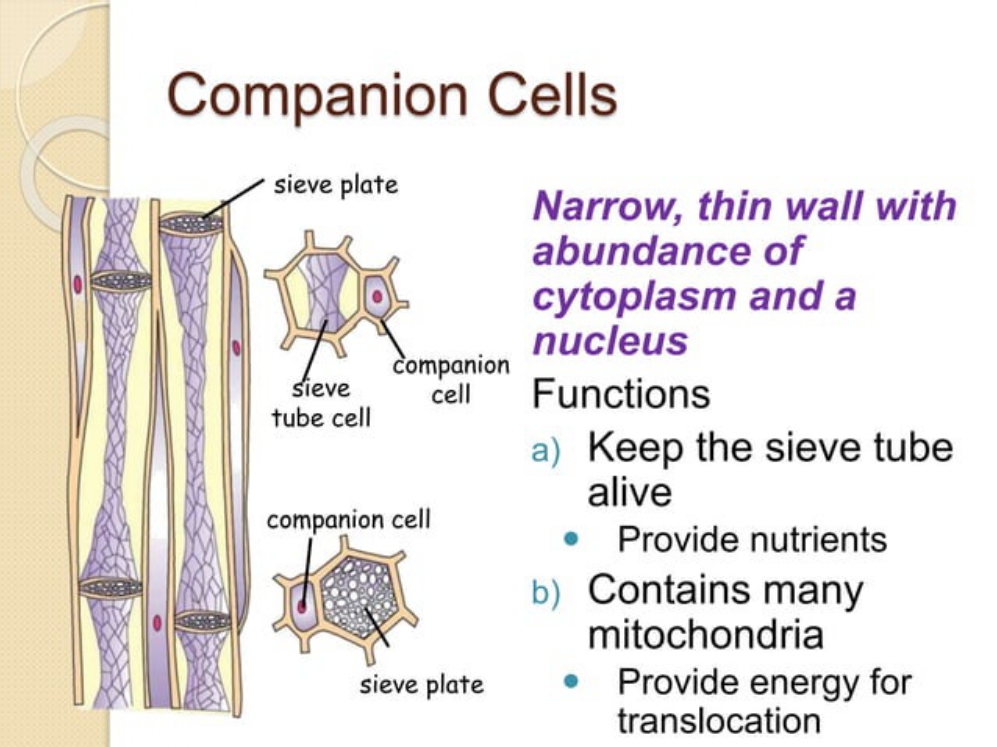 Companion Cells
sieve plate
sieve
tube cell
companion
cell
companion cell
sieve plate
Narrow, thin wall with
abundance of
cytoplasm and a
nucleus
Functions
a) Keep the sieve tube
alive
• Provide nutrients
b) Contains many
mitochondria
• Provide energy for
translocation